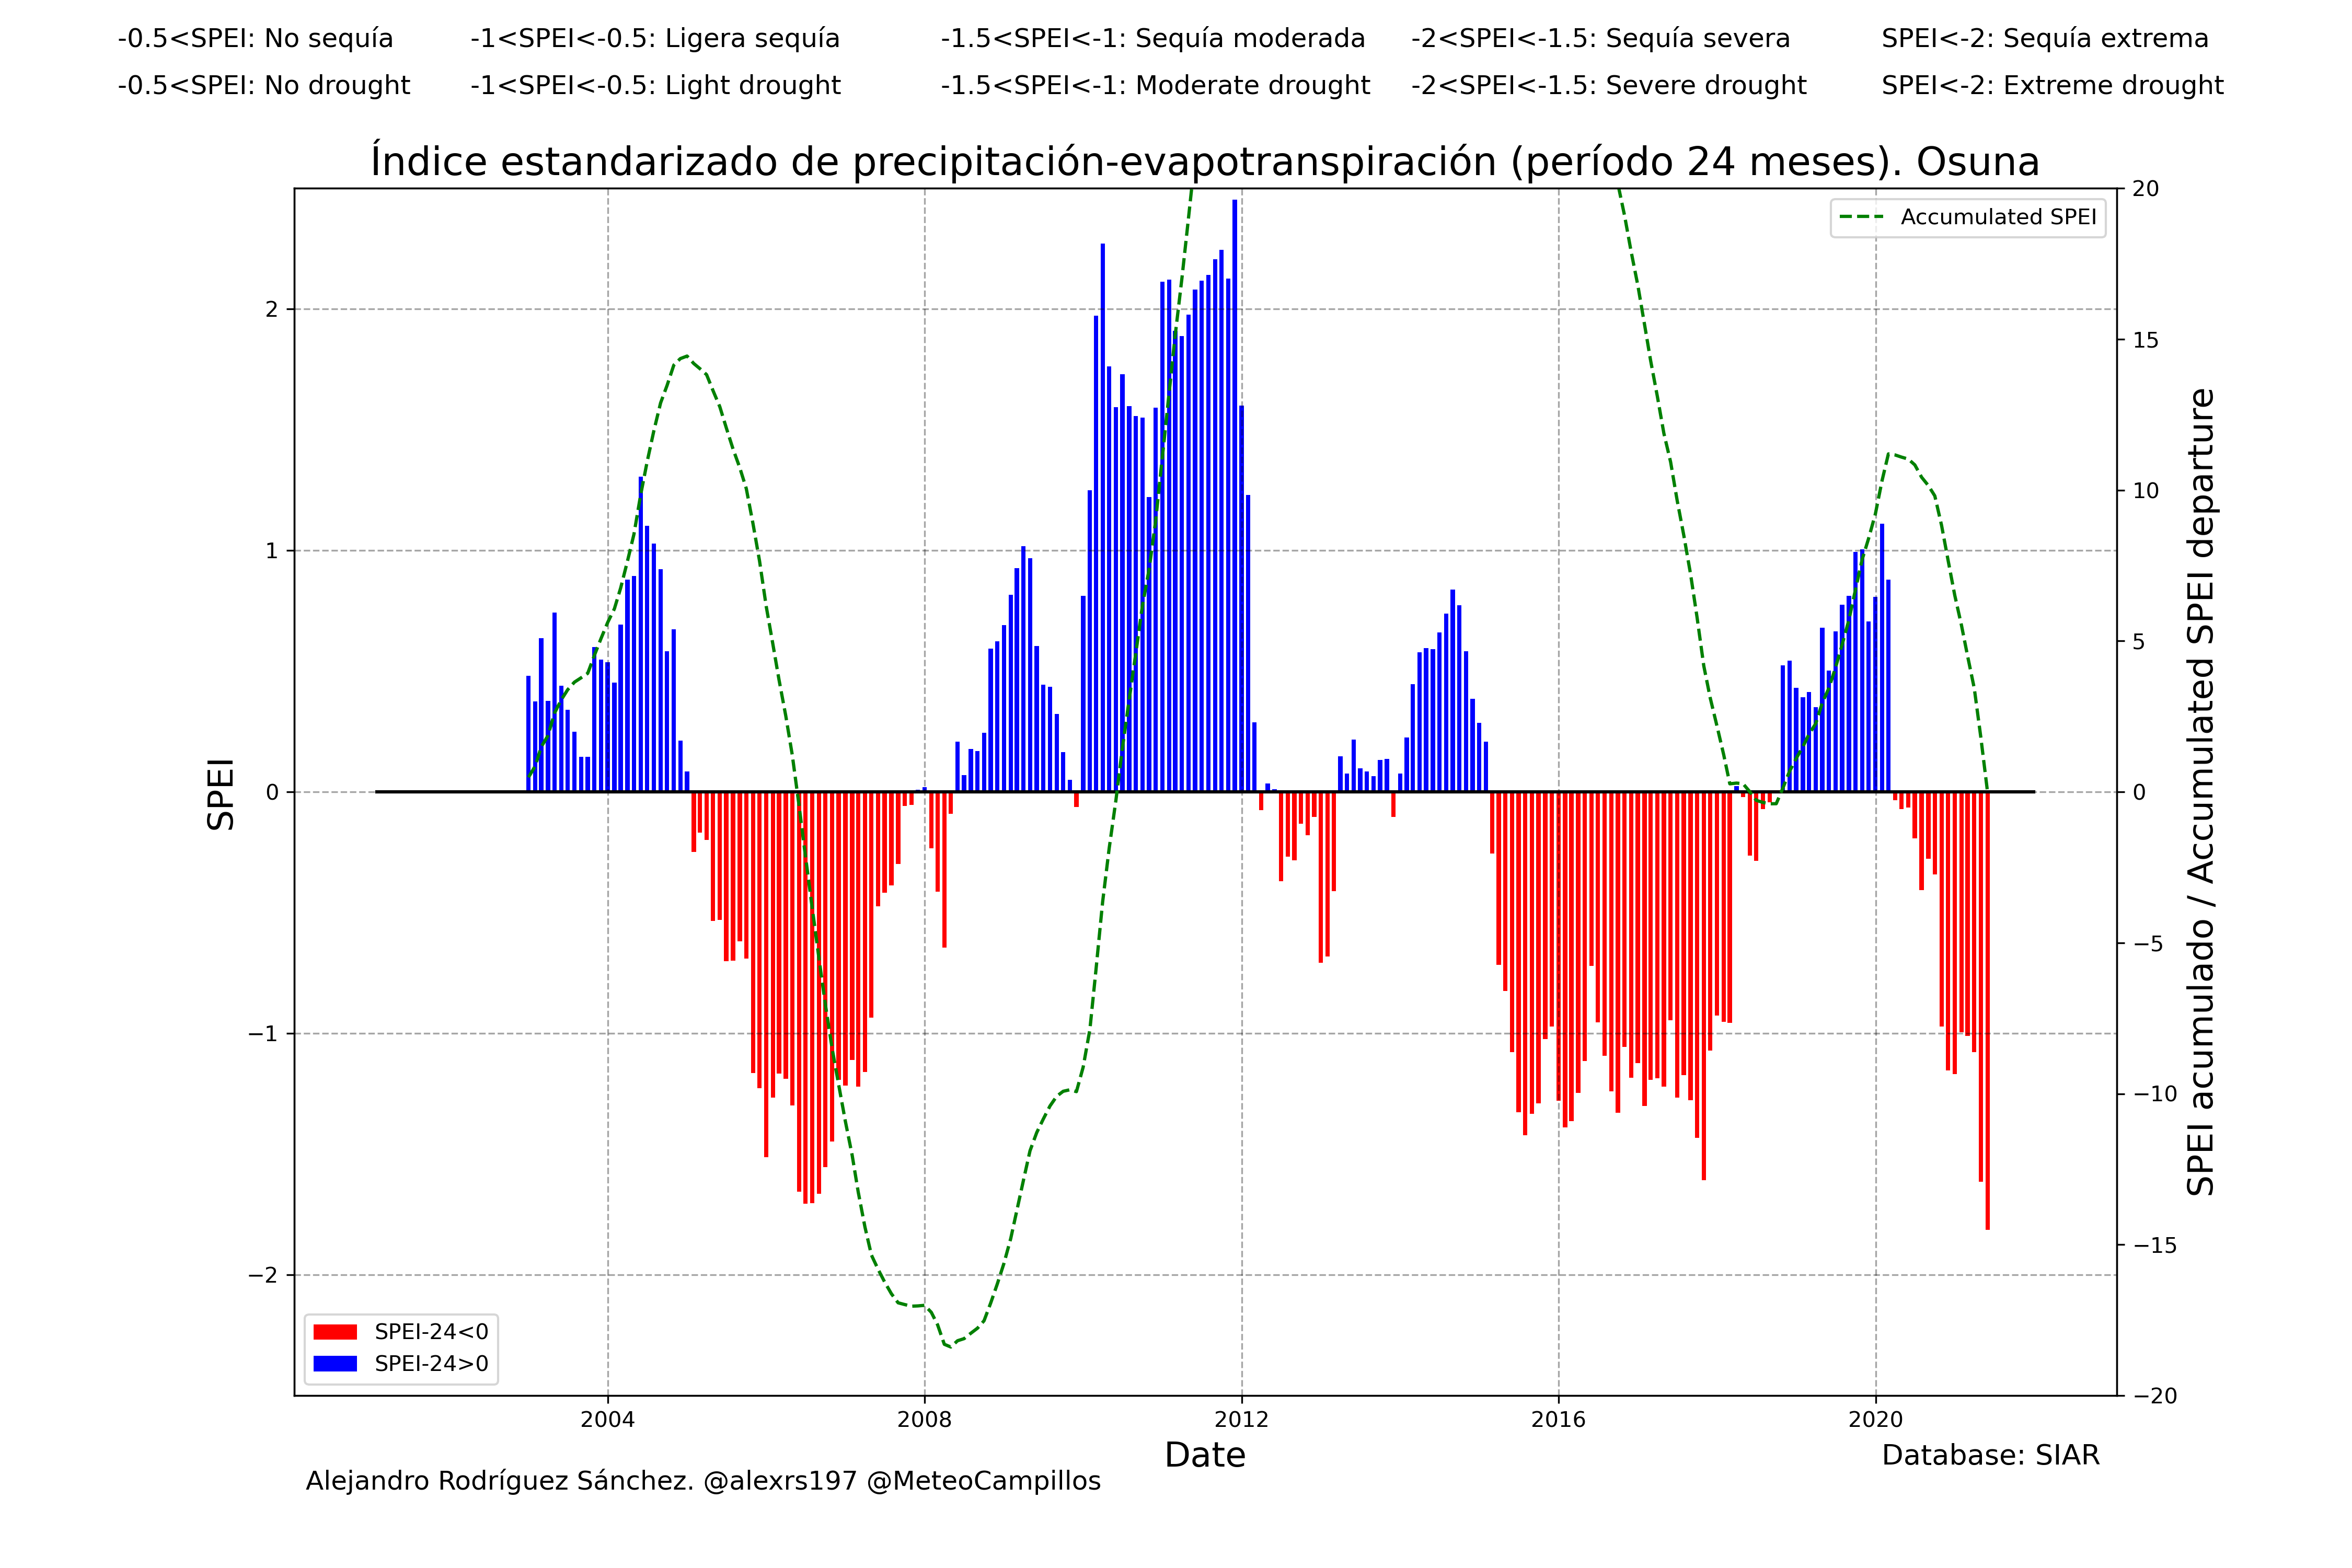 -0.5<SPEI: No sequía -1<SPEI<-0.5: Ligera sequía -1.5<SPEI<-1: Sequía moderada -2<SPEI<-1.5: Sequía severa SPEI<-2: Sequía extrema
-0.5<SPEI: No drought -1<SPEI<-0.5: Light drought -1.5<SPEI<-1: Moderate drought -2<SPEI<-1.5: Severe drought SPEI<-2: Extreme drought
Índice estandarizado de precipitación-evapotranspiración (período 24 meses). Osuna
Accumulated SPEI
SPEI
2
1
0
−1
−2
20
15
10
5
0
−5
−10
−15
−20
SPEI acumulado / Accumulated SPEI departure
SPEI-24<0
SPEI-24>0
2004 2008 2012 2016 2020
Date
Database: SIAR
Alejandro Rodríguez Sánchez. @alexrs197 @MeteoCampillos